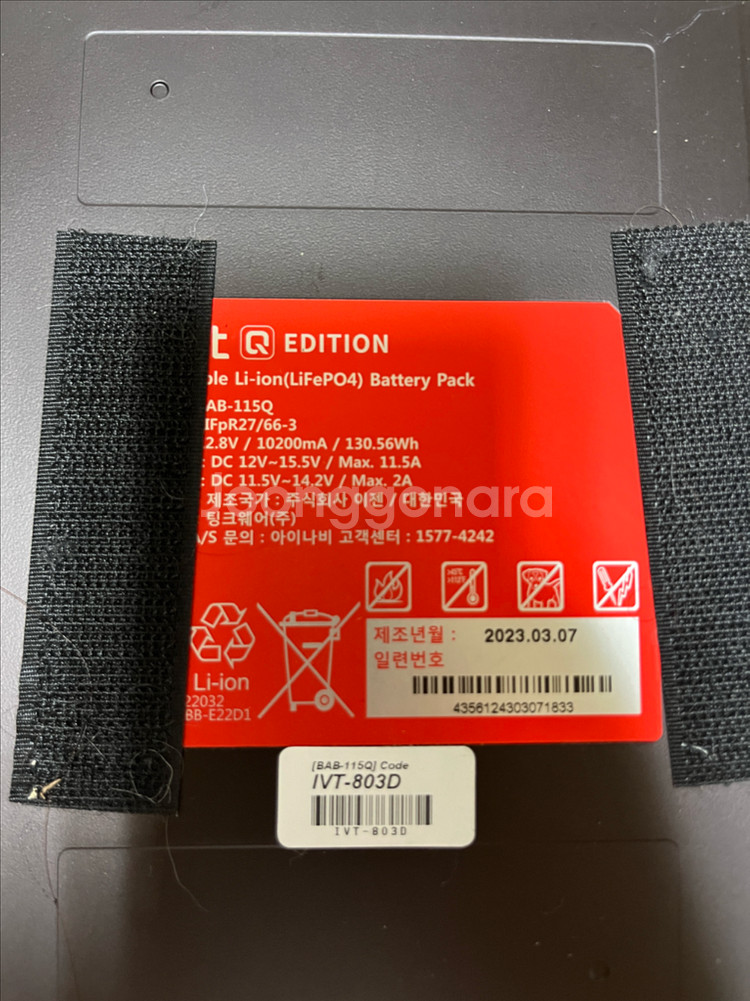 t Q EDITION
ble Li-ion(LiFePO4) Battery Pack
AB-115Q
IFpR27/66-3
2.8V / 10200mA / 130.56Wh
: DC 12V~15.5V / Max. 11.5A
: DC 11.5V~14.2V / Max. 2A
제조국가 : 주식회사 이젠 / 대한민국
팅크웨어(주)
A/S 문의 : 아이나비 고객센터 : 1577-4242
joonggonara
제조년월 : 2023.03.07
일련번호
4356124303071833
Li-ion
22032
BB-E22D1
[BAB-115Q] Code
IVT-803D
IVT-803D